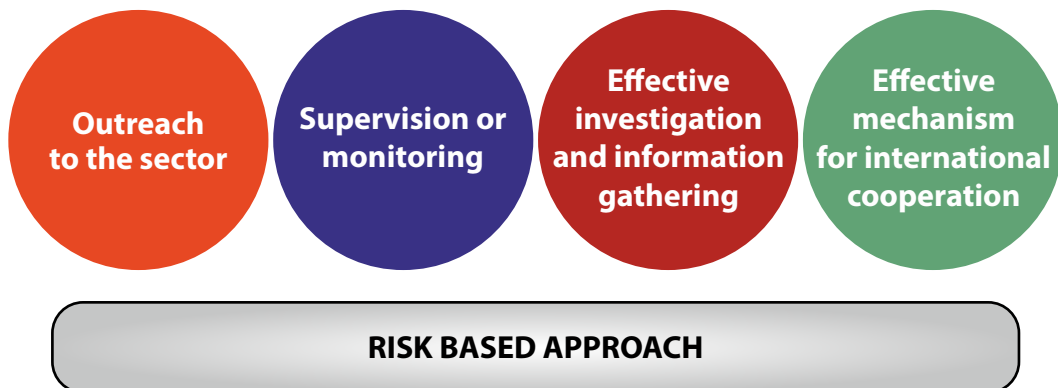 Outreach
to the sector
Supervision or
monitoring
Effective
investigation
and information
gathering
Effective
mechanism
for international
cooperation
RISK BASED APPROACH